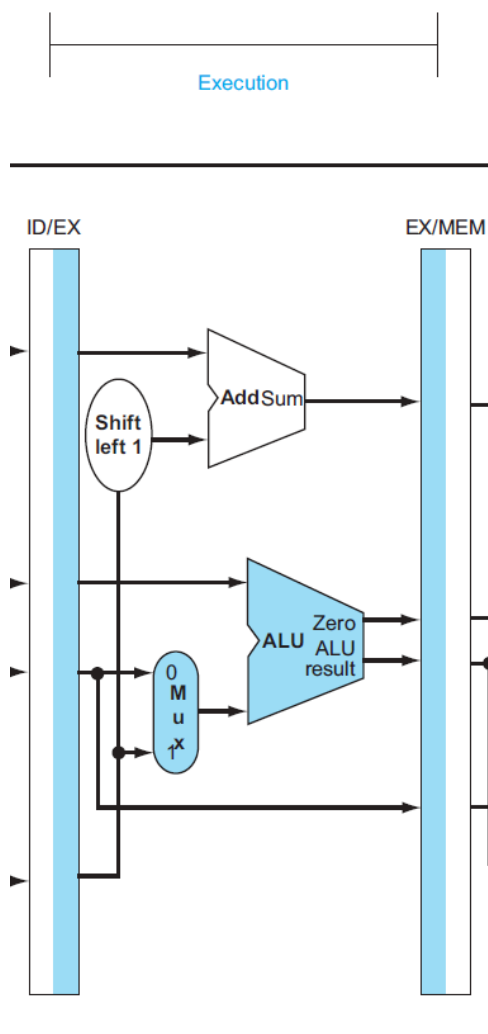 Execution
ID/EX
EX/MEM
Shift
left 1
Add Sum
Zero
ALU
ALU
result
0
M
u
x
1